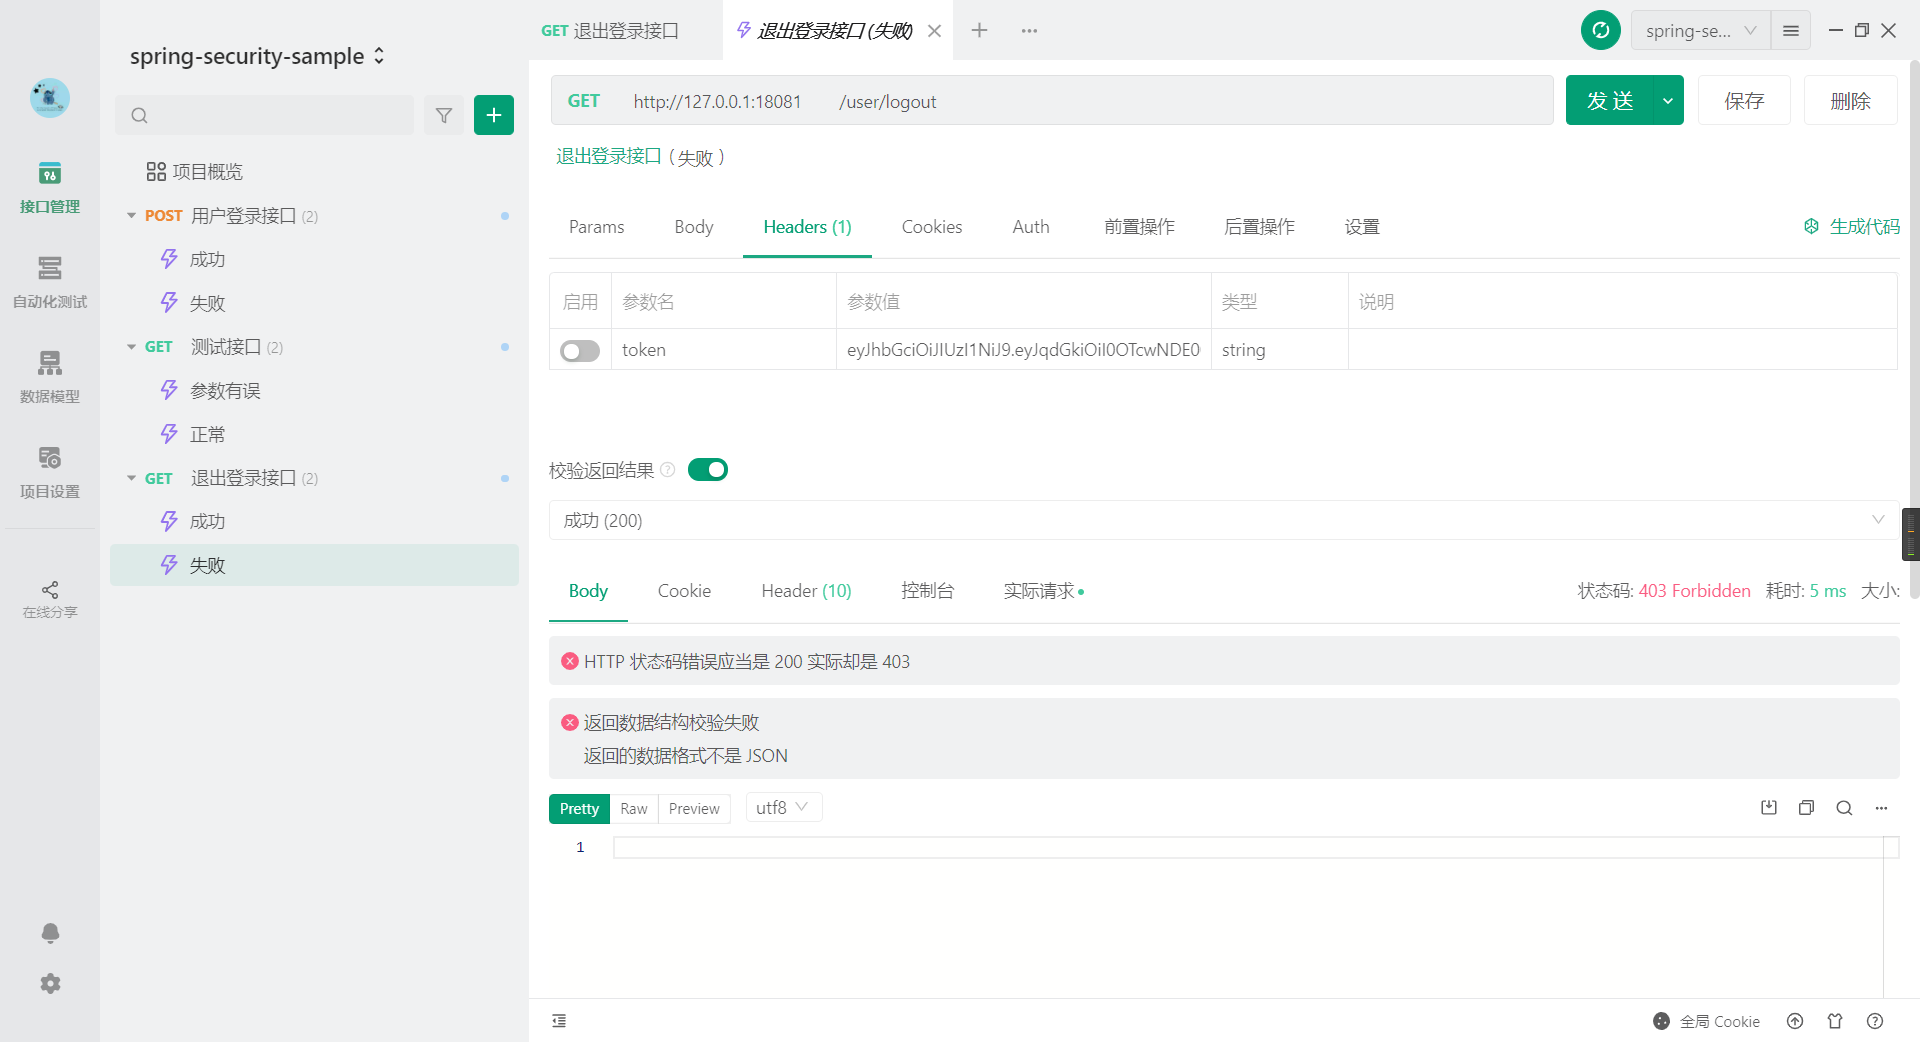 spring-security-sample
接口管理
自动化测试
数据模型
项目设置
在线分享
项目概览
POST 用户登录接口 (2)
成功
失败
GET 测试接口 (2)
参数有误
正常
GET 退出登录接口 (2)
成功
失败
GET 退出登录接口
退出登录接口 (失败)
spring-se...
GET http://127.0.0.1:18081 /user/logout
发 送
保存
删除
退出登录接口（失败）
Params Body Headers (1) Cookies Auth 前置操作 后置操作 设置
生成代码
启用 参数名 参数值 类型 说明
token eyJhbGciOiJIUzI1NiJ9.eyJqdGkiOiI0OTcwNDE0 string
校验返回结果
成功 (200)
Body Cookie Header (10) 控制台 实际请求
状态码: 403 Forbidden 耗时: 5 ms 大小:
HTTP 状态码错误应当是 200 实际却是 403
返回数据结构校验失败
返回的数据格式不是 JSON
Pretty Raw Preview utf8
1
全局 Cookie